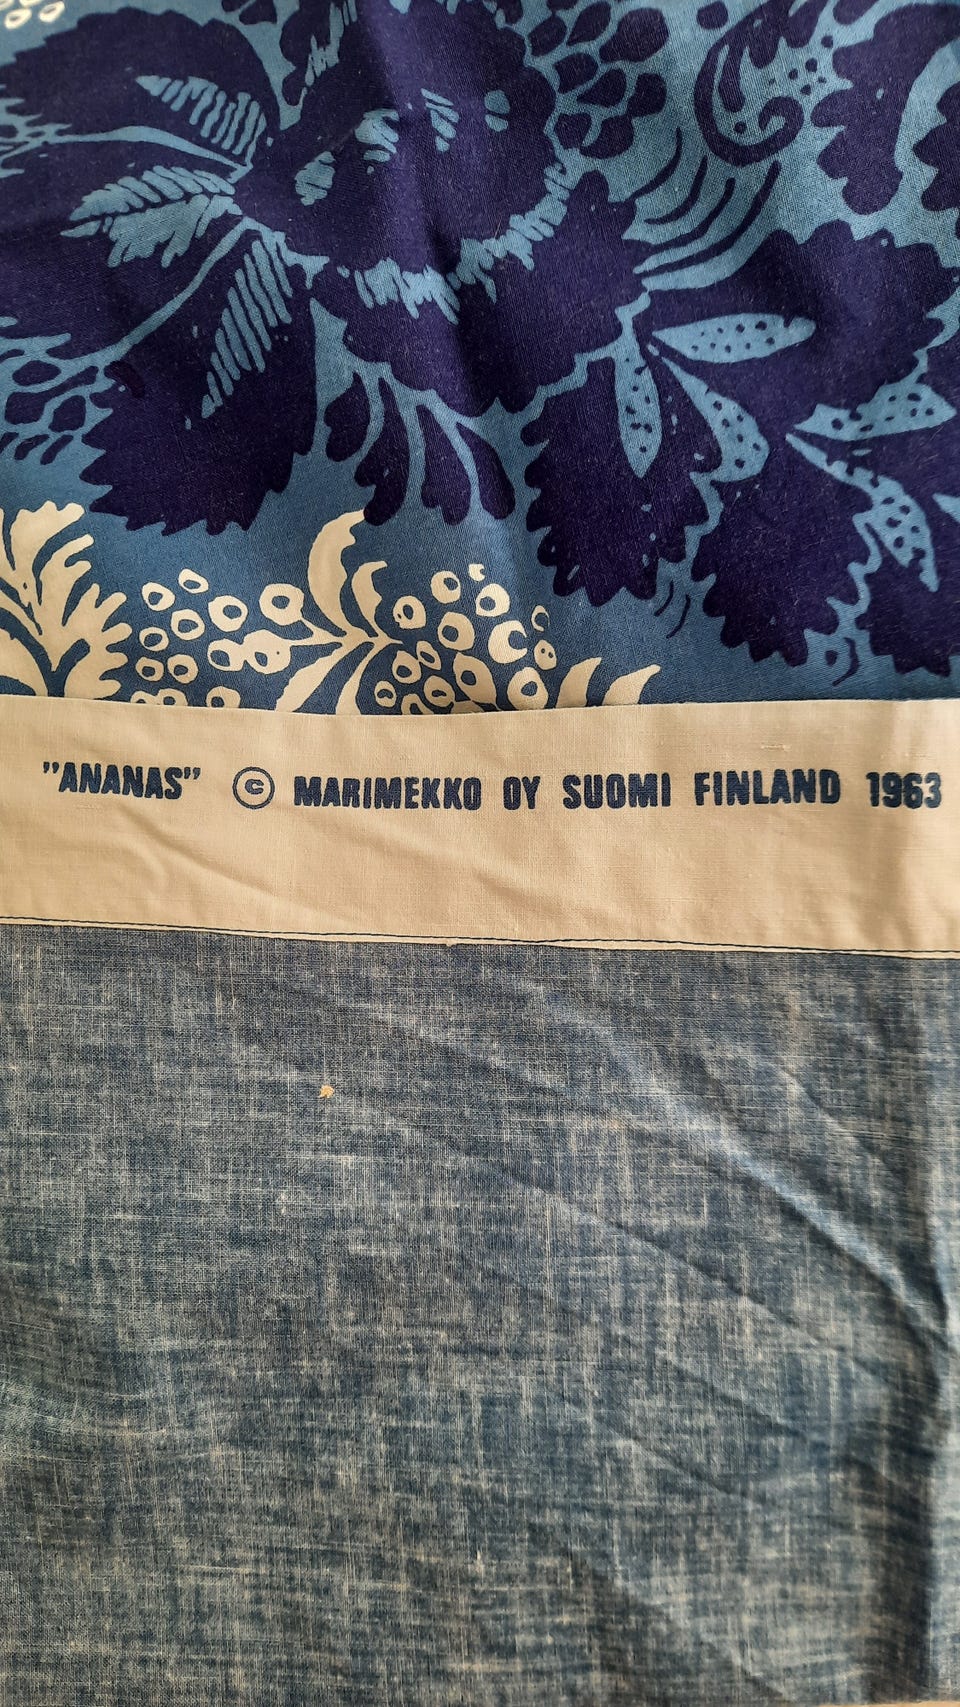 ”ANANAS” © MARIMEKKO OY SUOMI FINLAND 1963